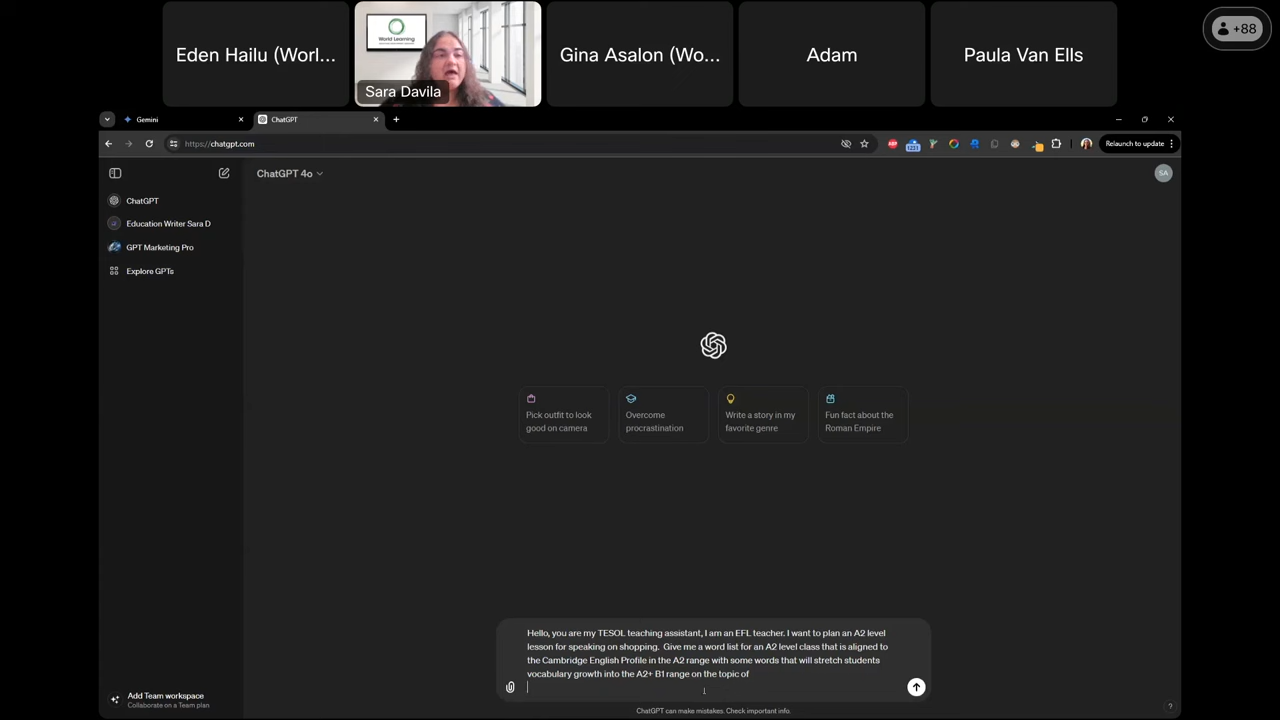 Eden Hailu (Worl...
World Learning
Sara Davila
Gina Asalon (Wo...
Adam
Paula Van Ells
+88
Gemini
ChatGPT
https://chatgpt.com
Relaunch to update
ChatGPT
Education Writer Sara D
GPT Marketing Pro
Explore GPTs
ChatGPT 4o
SA
Pick outfit to look
good on camera
Overcome
procrastination
Write a story in my
favorite genre
Fun fact about the
Roman Empire
Hello, you are my TESOL teaching assistant, I am an EFL teacher. I want to plan an A2 level
lesson for speaking on shopping.  Give me a word list for an A2 level class that is aligned to
the Cambridge English Profile in the A2 range with some words that will stretch students
vocabulary growth into the A2+ B1 range on the topic of
Add Team workspace
Collaborate on a Team plan
ChatGPT can make mistakes. Check important info.
?